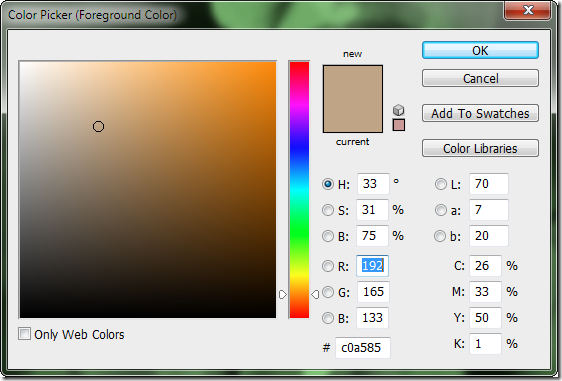 Color Picker (Foreground Color)
new
current
OK
Cancel
Add To Swatches
Color Libraries
H: 33 °
S: 31 %
B: 75 %
R: 192
G: 165
B: 133
# c0a585
L: 70
a: 7
b: 20
C: 26 %
M: 33 %
Y: 50 %
K: 1 %
Only Web Colors